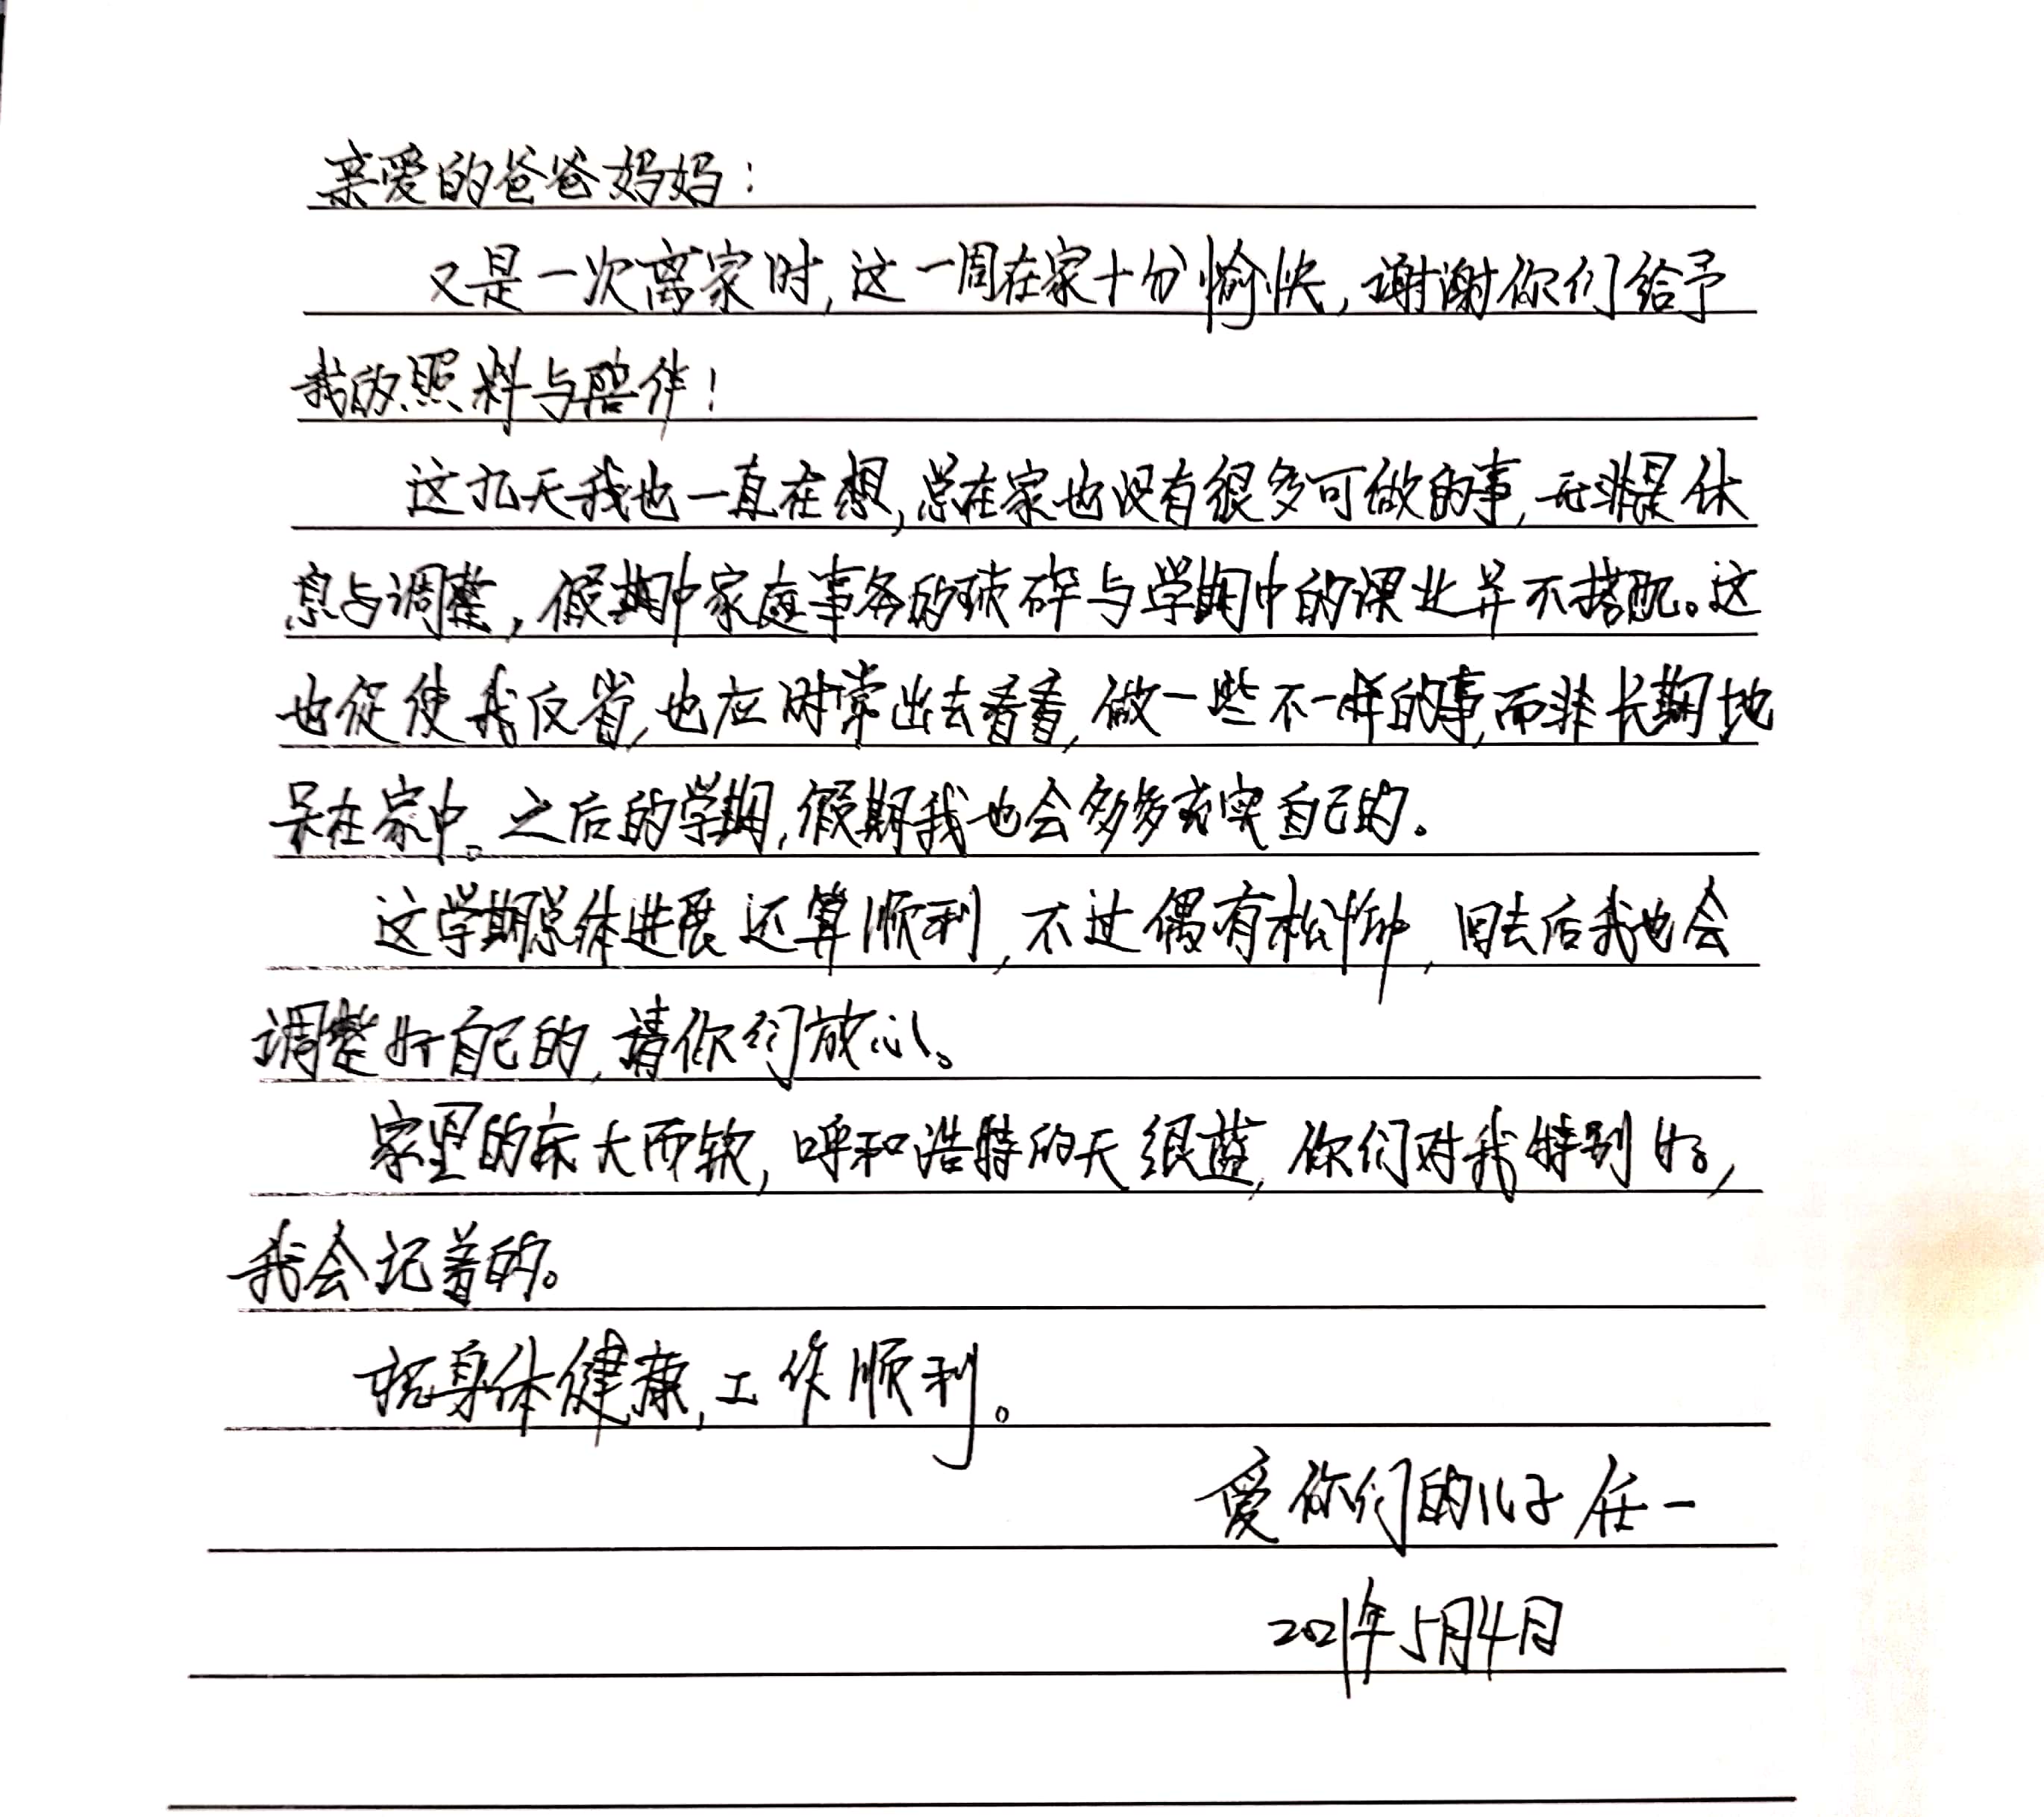 亲爱的爸爸妈妈：
又是一次离家时，这一周在家十分愉快，谢谢你们给予
我的照料与陪伴！
这几天我也一直在想，总在家也没有很多可做的事，无非是休
息与调整，假期中家庭事务的琐碎与学期中的课业并不搭配。这
也促使我反省，也应时常出去看看，做一些不一样的事，而非长期地
呆在家中。之后的学期，假期我也会多多充实自己的。
这学期总体进展还算顺利，不过偶有松懈，回去后我也会
调整好自己的，请你们放心。
家里的床大而软，呼和浩特的天很蓝，你们对我特别好，
我会记着的。
祝身体健康，工作顺利。
爱你们的儿子 任一
2021年5月4日